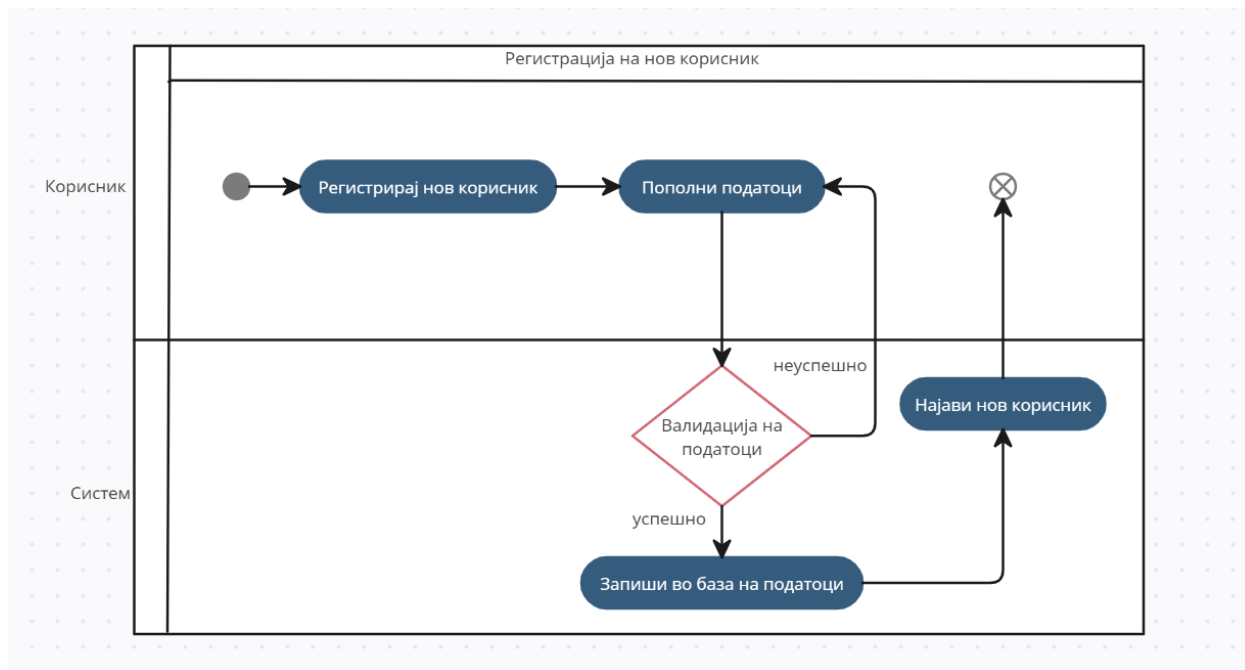 Регистрација на нов корисник
Корисник
Регистрирај нов корисник
Пополни податоци
неуспешно
Најави нов корисник
Валидација на
податоци
Систем
успешно
Запиши во база на податоци